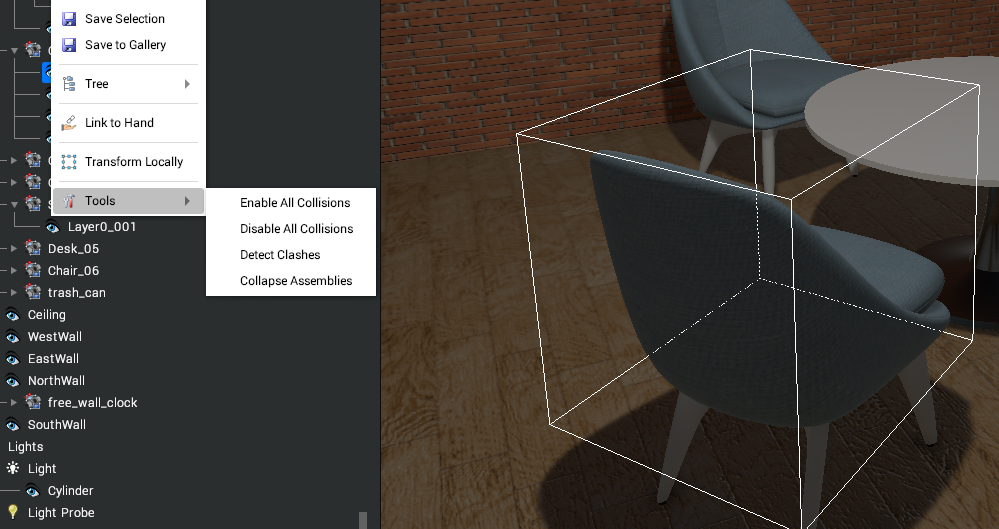 Save Selection
Save to Gallery
Tree
Link to Hand
Transform Locally
Tools
Enable All Collisions
Disable All Collisions
Detect Clashes
Collapse Assemblies
Layer0_001
Desk_05
Chair_06
trash_can
Ceiling
WestWall
EastWall
NorthWall
free_wall_clock
SouthWall
Lights
Light
Cylinder
Light Probe